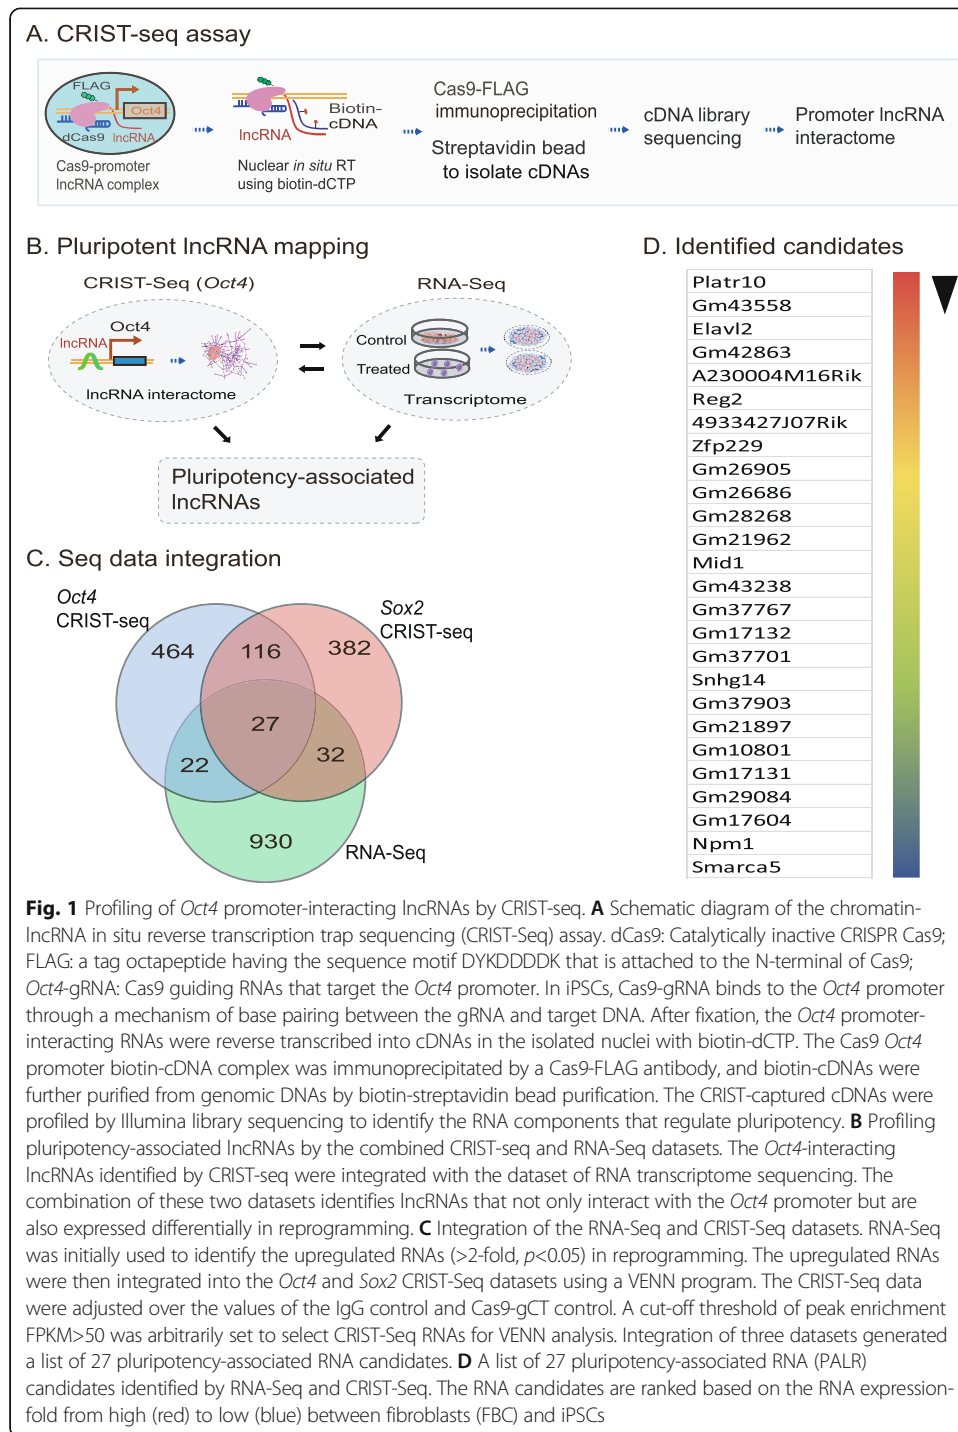 A. CRIST-seq assay
FLAG
Oct4
dCas9
lncRNA
Cas9-promoter
lncRNA complex
lncRNA
Biotin-
cDNA
Nuclear in situ RT
using biotin-dCTP
Cas9-FLAG
immunoprecipitation
Streptavidin bead
to isolate cDNAs
cDNA library
sequencing
Promoter lncRNA
interactome
B. Pluripotent lncRNA mapping
CRIST-Seq (Oct4)
Oct4
lncRNA
lncRNA interactome
RNA-Seq
Control
Treated
Transcriptome
Pluripotency-associated
lncRNAs
C. Seq data integration
Oct4
CRIST-seq
Sox2
CRIST-seq
464
116
382
27
22
32
930
RNA-Seq
D. Identified candidates
Platr10
Gm43558
Elavl2
Gm42863
A230004M16Rik
Reg2
4933427J07Rik
Zfp229
Gm26905
Gm26686
Gm28268
Gm21962
Mid1
Gm43238
Gm37767
Gm17132
Gm37701
Snhg14
Gm37903
Gm21897
Gm10801
Gm17131
Gm29084
Gm17604
Npm1
Smarca5
Fig. 1 Profiling of Oct4 promoter-interacting lncRNAs by CRIST-seq. A Schematic diagram of the chromatin-
lncRNA in situ reverse transcription trap sequencing (CRIST-Seq) assay. dCas9: Catalytically inactive CRISPR Cas9;
FLAG: a tag octapeptide having the sequence motif DYKDDDDK that is attached to the N-terminal of Cas9;
Oct4-gRNA: Cas9 guiding RNAs that target the Oct4 promoter. In iPSCs, Cas9-gRNA binds to the Oct4 promoter
through a mechanism of base pairing between the gRNA and target DNA. After fixation, the Oct4 promoter-
interacting RNAs were reverse transcribed into cDNAs in the isolated nuclei with biotin-dCTP. The Cas9 Oct4
promoter biotin-cDNA complex was immunoprecipitated by a Cas9-FLAG antibody, and biotin-cDNAs were
further purified from genomic DNAs by biotin-streptavidin bead purification. The CRIST-captured cDNAs were
profiled by Illumina library sequencing to identify the RNA components that regulate pluripotency. B Profiling
pluripotency-associated lncRNAs by the combined CRIST-seq and RNA-Seq datasets. The Oct4-interacting
lncRNAs identified by CRIST-seq were integrated with the dataset of RNA transcriptome sequencing. The
combination of these two datasets identifies lncRNAs that not only interact with the Oct4 promoter but are
also expressed differentially in reprogramming. C Integration of the RNA-Seq and CRIST-Seq datasets. RNA-Seq
was initially used to identify the upregulated RNAs (>2-fold, p<0.05) in reprogramming. The upregulated RNAs
were then integrated into the Oct4 and Sox2 CRIST-Seq datasets using a VENN program. The CRIST-Seq data
were adjusted over the values of the IgG control and Cas9-gCT control. A cut-off threshold of peak enrichment
FPKM>50 was arbitrarily set to select CRIST-Seq RNAs for VENN analysis. Integration of three datasets generated
a list of 27 pluripotency-associated RNA candidates. D A list of 27 pluripotency-associated RNA (PALR)
candidates identified by RNA-Seq and CRIST-Seq. The RNA candidates are ranked based on the RNA expression-
fold from high (red) to low (blue) between fibroblasts (FBC) and iPSCs